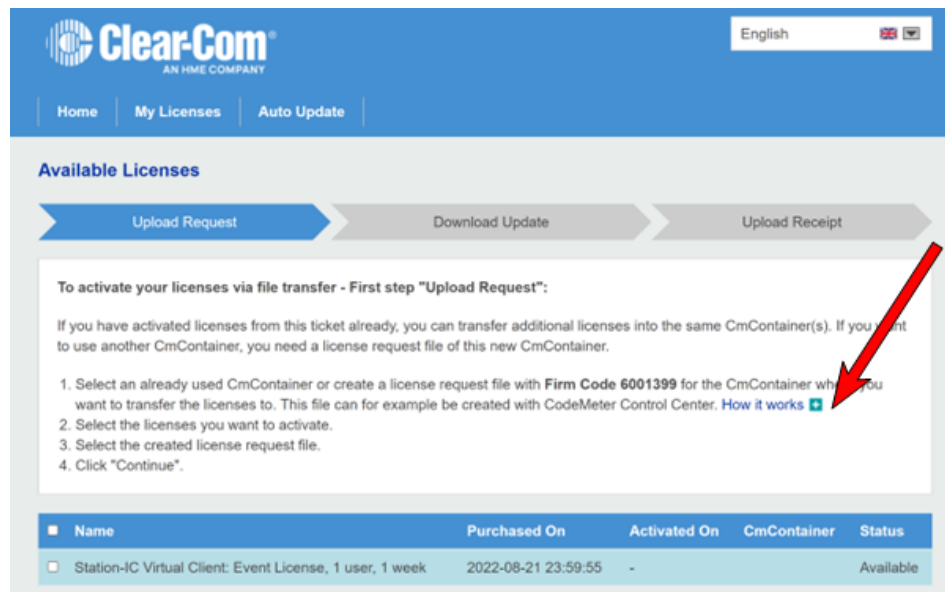 Clear-Com®
AN HME COMPANY
English
Home
My Licenses
Auto Update
Available Licenses
Upload Request
Download Update
Upload Receipt
To activate your licenses via file transfer - First step "Upload Request":
If you have activated licenses from this ticket already, you can transfer additional licenses into the same CmContainer(s). If you want
to use another CmContainer, you need a license request file of this new CmContainer.
1. Select an already used CmContainer or create a license request file with Firm Code 6001399 for the CmContainer you
want to transfer the licenses to. This file can for example be created with CodeMeter Control Center. How it works
2. Select the licenses you want to activate.
3. Select the created license request file.
4. Click "Continue".
Name Purchased On Activated On CmContainer Status
Station-IC Virtual Client: Event License, 1 user, 1 week 2022-08-21 23:59:55 - Available